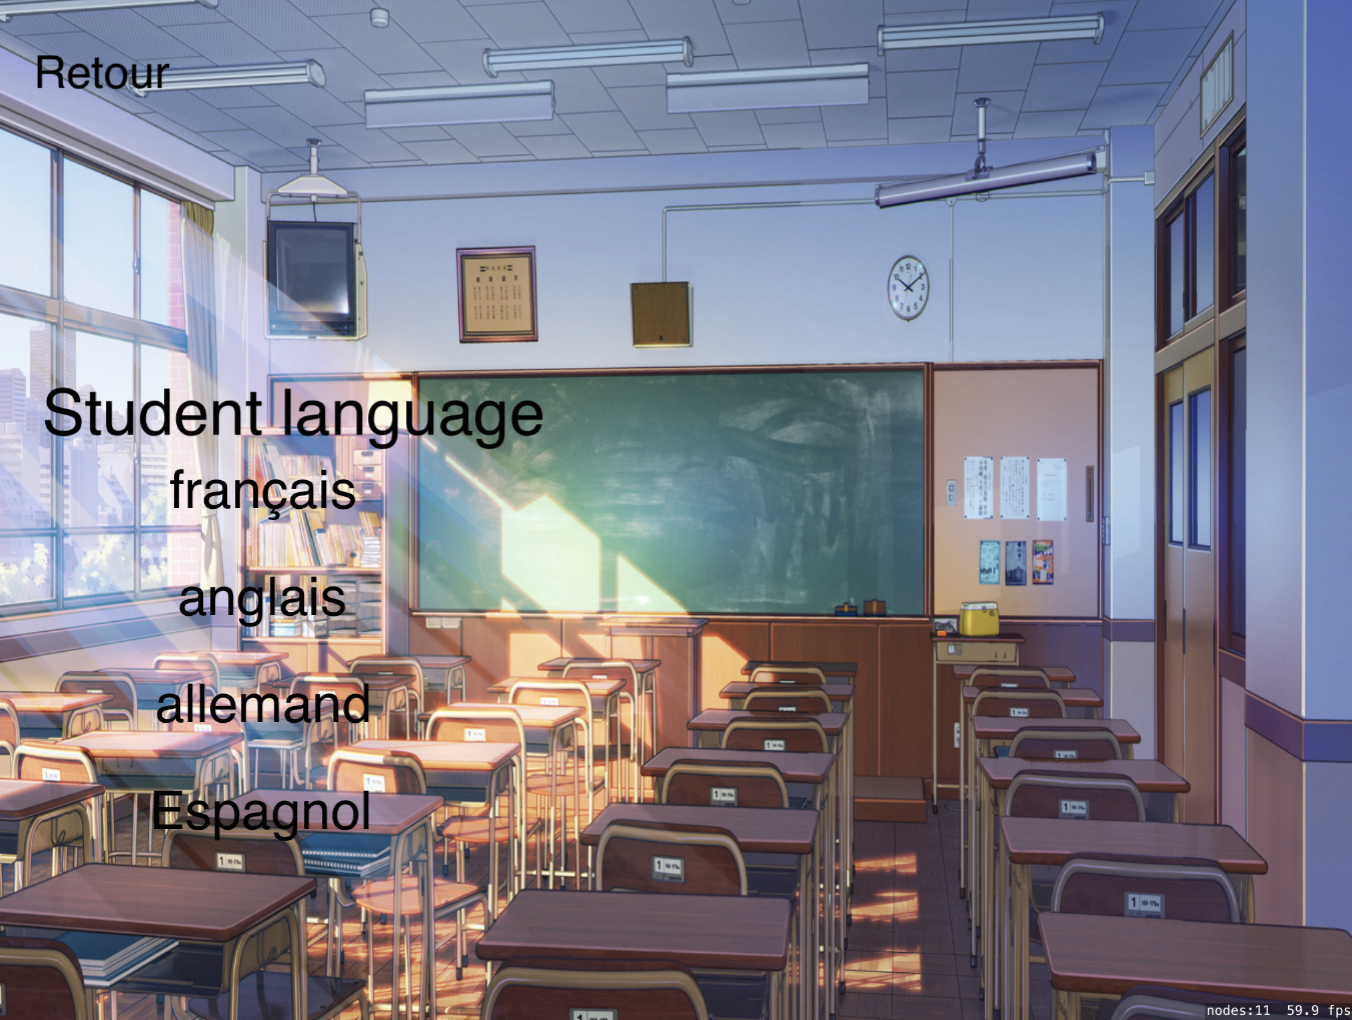 Retour
Student language
français
anglais
allemand
Espagnol
nodes:11 59.9 fps